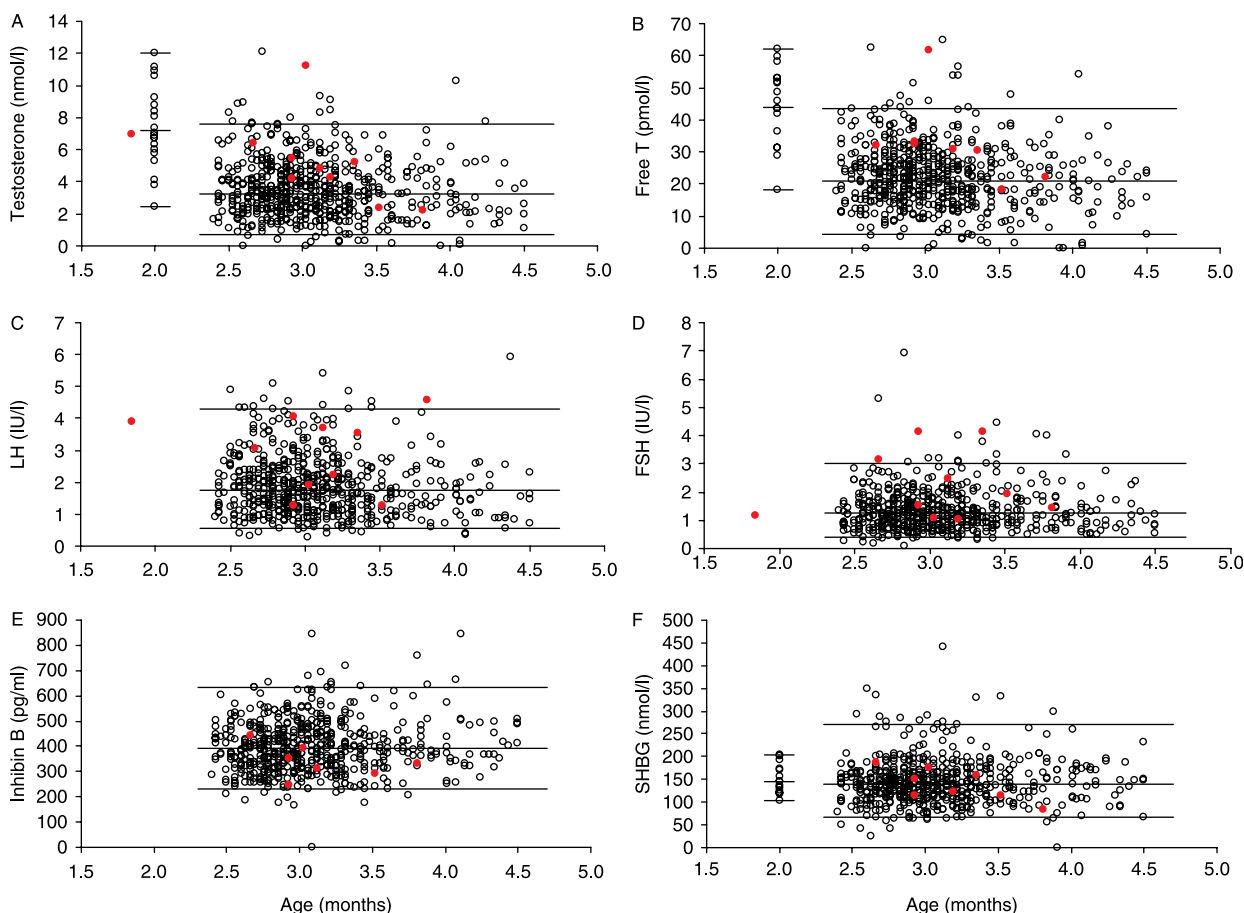 A
Testosterone (nmol/l)
14
12
10
8
6
4
2
0
1.5 2.0 2.5 3.0 3.5 4.0 4.5 5.0
B
Free T (pmol/l)
70
60
50
40
30
20
10
0
1.5 2.0 2.5 3.0 3.5 4.0 4.5 5.0
C
LH (IU/l)
7
6
5
4
3
2
1
0
1.5 2.0 2.5 3.0 3.5 4.0 4.5 5.0
D
FSH (IU/l)
8
7
6
5
4
3
2
1
0
1.5 2.0 2.5 3.0 3.5 4.0 4.5 5.0
E
Inhibin B (pg/ml)
900
800
700
600
500
400
300
200
100
0
1.5 2.0 2.5 3.0 3.5 4.0 4.5 5.0
Age (months)
F
SHBG (nmol/l)
500
450
400
350
300
250
200
150
100
50
0
1.5 2.0 2.5 3.0 3.5 4.0 4.5 5.0
Age (months)